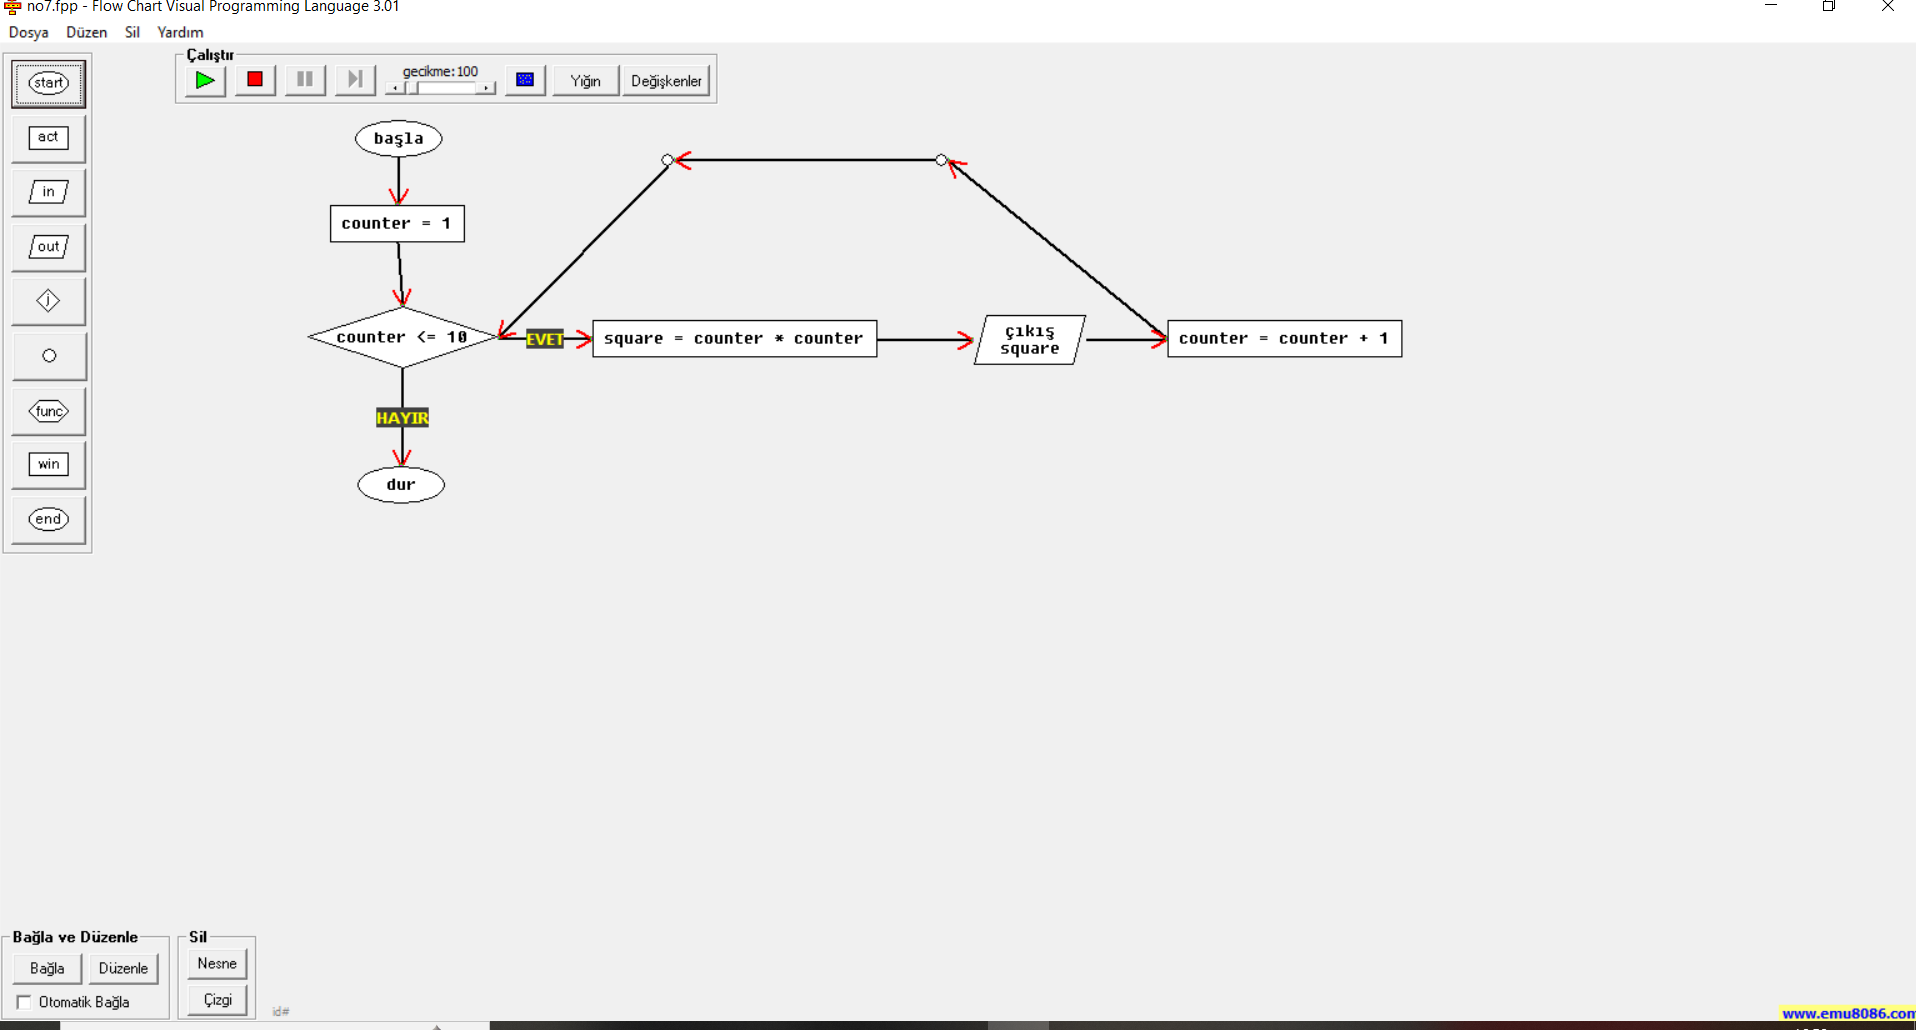 no7.fpp - Flow Chart Visual Programming Language 3.01
Dosya Düzen Sil Yardım
Çalıştır
gecikme:100
Yığın
Değişkenler
start
act
in
out
j
func
win
end
başla
counter = 1
counter <= 10
EVET
square = counter * counter
çıkış
square
counter = counter + 1
HAYIR
dur
Bağla ve Düzenle
Bağla
Düzenle
Otomatik Bağla
Sil
Nesne
Çizgi
id#
www.emu8086.com